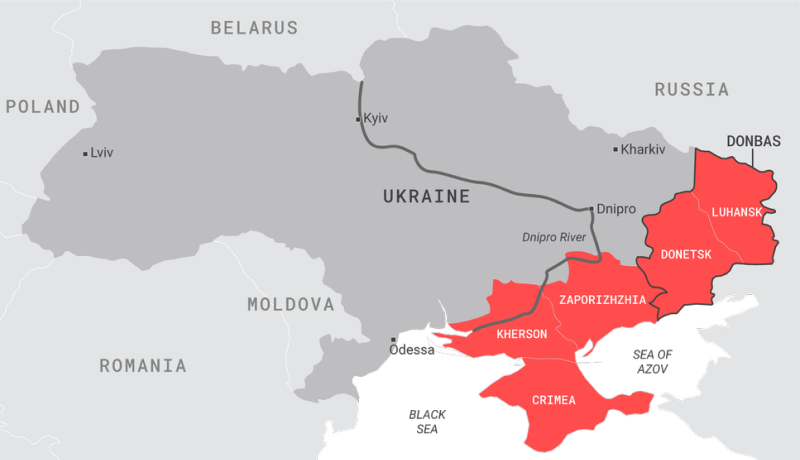 BELARUS
RUSSIA
POLAND
Kyiv
DONBAS
Kharkiv
Lviv
UKRAINE
Dnipro
LUHANSK
Dnipro River
DONETSK
MOLDOVA
ZAPORIZHZHIA
KHERSON
Odessa
SEA OF
AZOV
ROMANIA
CRIMEA
BLACK
SEA